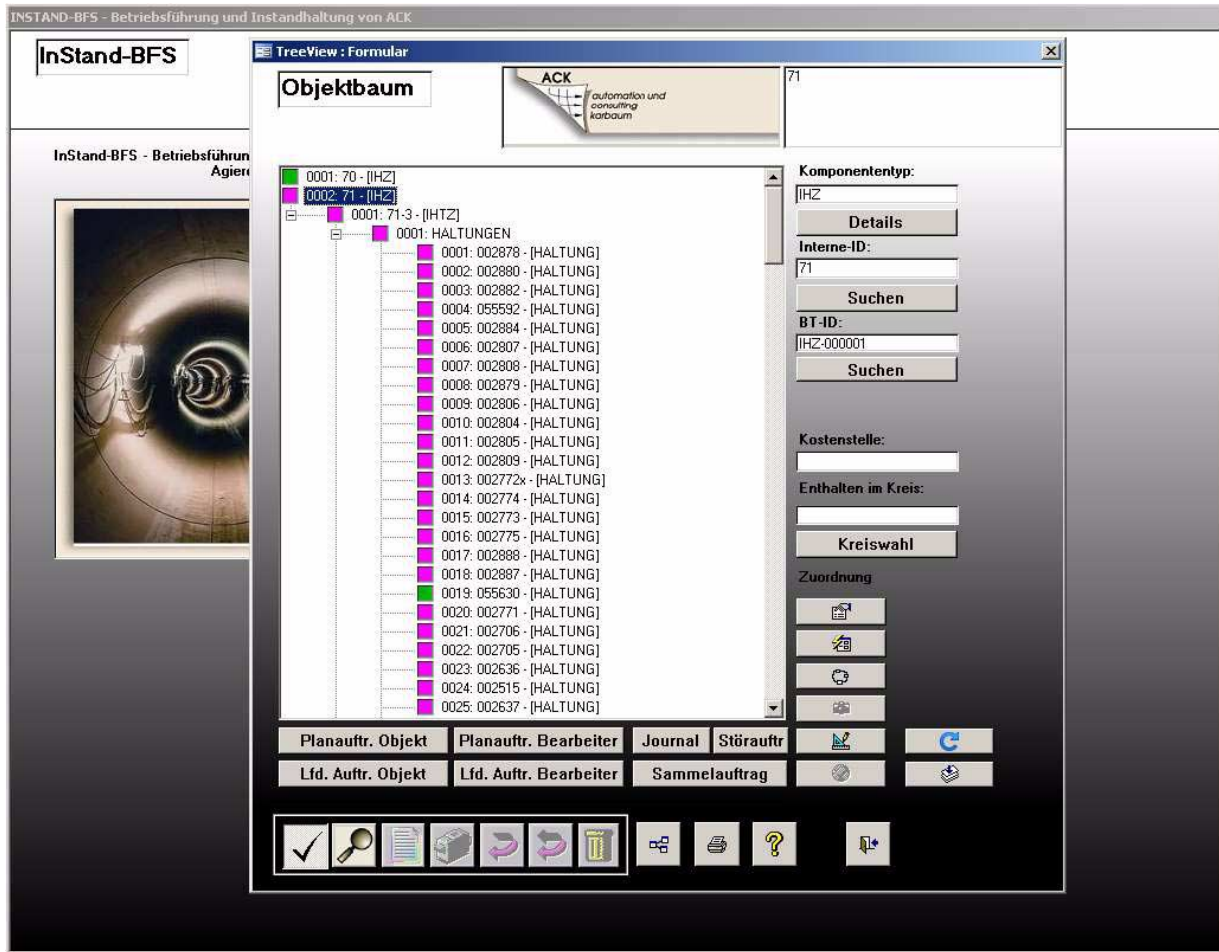 INSTAND-BFS - Betriebsführung und Instandhaltung von ACK
InStand-BFS
TreeView : Formular
Objektbaum
ACK
automation und
consulting
karbaum
71
InStand-BFS - Betriebsführun
Agiere
0001: 70 - [IHZ]
0002: 71 - [IHZ]
0001: 71-3 - [IHTZ]
0001: HALTUNGEN
0001: 002878 - [HALTUNG]
0002: 002880 - [HALTUNG]
0003: 002882 - [HALTUNG]
0004: 055592 - [HALTUNG]
0005: 002884 - [HALTUNG]
0006: 002807 - [HALTUNG]
0007: 002808 - [HALTUNG]
0008: 002879 - [HALTUNG]
0009: 002806 - [HALTUNG]
0010: 002804 - [HALTUNG]
0011: 002805 - [HALTUNG]
0012: 002809 - [HALTUNG]
0013: 002772x - [HALTUNG]
0014: 002774 - [HALTUNG]
0015: 002773 - [HALTUNG]
0016: 002775 - [HALTUNG]
0017: 002888 - [HALTUNG]
0018: 002887 - [HALTUNG]
0019: 055630 - [HALTUNG]
0020: 002771 - [HALTUNG]
0021: 002706 - [HALTUNG]
0022: 002705 - [HALTUNG]
0023: 002636 - [HALTUNG]
0024: 002515 - [HALTUNG]
0025: 002637 - [HALTUNG]
Komponententyp:
IHZ
Details
Interne-ID:
71
Suchen
BT-ID:
IHZ-000001
Suchen
Kostenstelle:
Enthalten im Kreis:
Kreiswahl
Zuordnung
Planauftr. Objekt
Planauftr. Bearbeiter
Journal
Störauftr
Lfd. Auftr. Objekt
Lfd. Auftr. Bearbeiter
Sammelauftrag